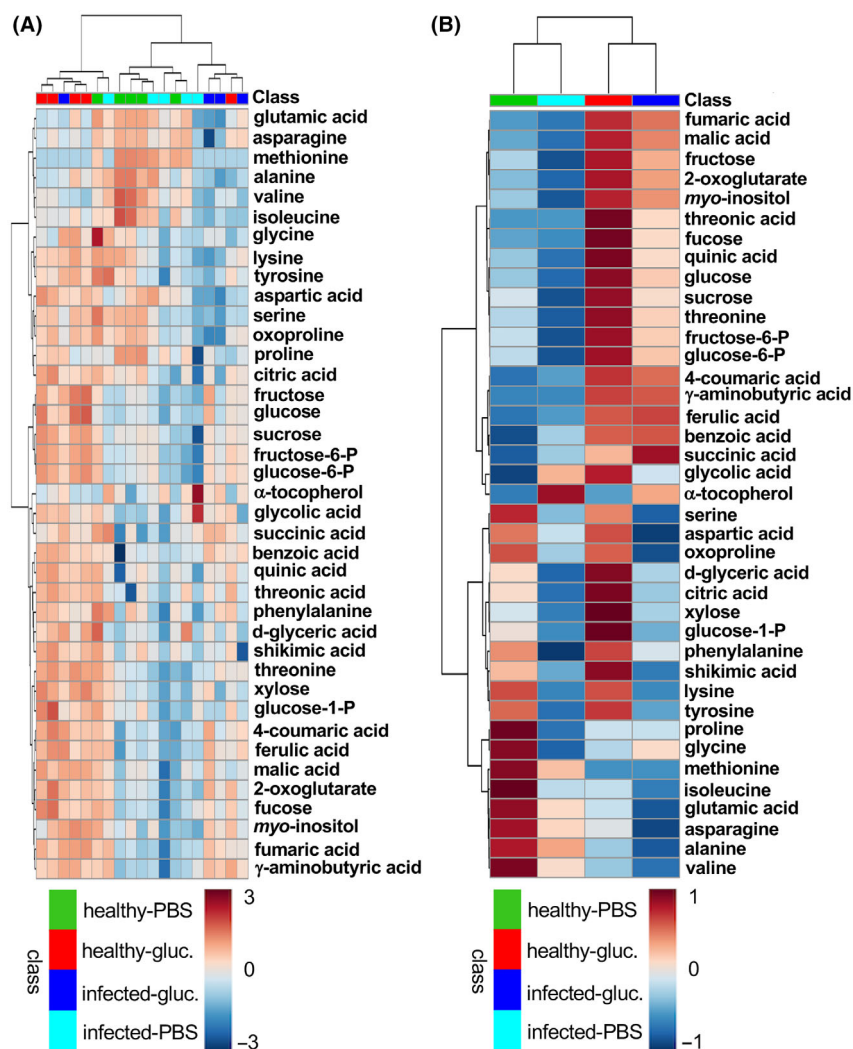 (A)
Class
glutamic acid
asparagine
methionine
alanine
valine
isoleucine
glycine
lysine
tyrosine
aspartic acid
serine
oxoproline
proline
citric acid
fructose
glucose
sucrose
fructose-6-P
glucose-6-P
α-tocopherol
glycolic acid
succinic acid
benzoic acid
quinic acid
threonic acid
phenylalanine
d-glyceric acid
shikimic acid
threonine
xylose
glucose-1-P
4-coumaric acid
ferulic acid
malic acid
2-oxoglutarate
fucose
myo-inositol
fumaric acid
γ-aminobutyric acid
class
healthy-PBS
healthy-gluc.
infected-gluc.
infected-PBS
3
0
−3
(B)
Class
fumaric acid
malic acid
fructose
2-oxoglutarate
myo-inositol
threonic acid
fucose
quinic acid
glucose
sucrose
threonine
fructose-6-P
glucose-6-P
4-coumaric acid
γ-aminobutyric acid
ferulic acid
benzoic acid
succinic acid
glycolic acid
α-tocopherol
serine
aspartic acid
oxoproline
d-glyceric acid
citric acid
xylose
glucose-1-P
phenylalanine
shikimic acid
lysine
tyrosine
proline
glycine
methionine
isoleucine
glutamic acid
asparagine
alanine
valine
class
healthy-PBS
healthy-gluc.
infected-gluc.
infected-PBS
1
0
−1